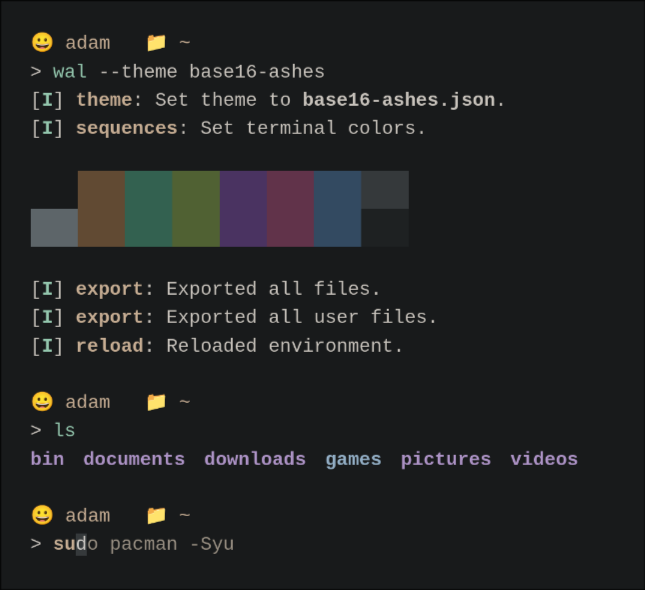 😀 adam 📁 ~
> wal --theme base16-ashes
[I] theme: Set theme to base16-ashes.json.
[I] sequences: Set terminal colors.
[I] export: Exported all files.
[I] export: Exported all user files.
[I] reload: Reloaded environment.
😀 adam 📁 ~
> ls
bin documents downloads games pictures videos
😀 adam 📁 ~
> sudo pacman -Syu